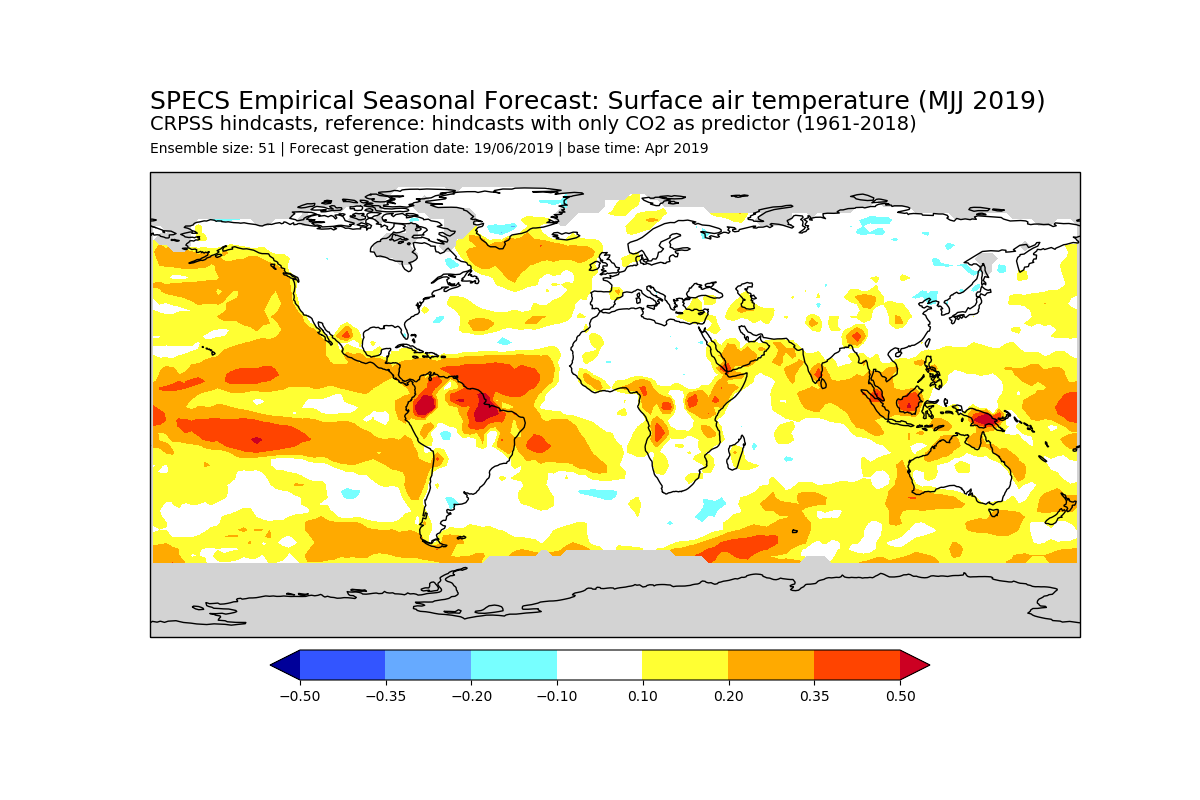 SPECS Empirical Seasonal Forecast: Surface air temperature (MJJ 2019)
CRPSS hindcasts, reference: hindcasts with only CO2 as predictor (1961-2018)
Ensemble size: 51 | Forecast generation date: 19/06/2019 | base time: Apr 2019
−0.50 −0.35 −0.20 −0.10 0.10 0.20 0.35 0.50